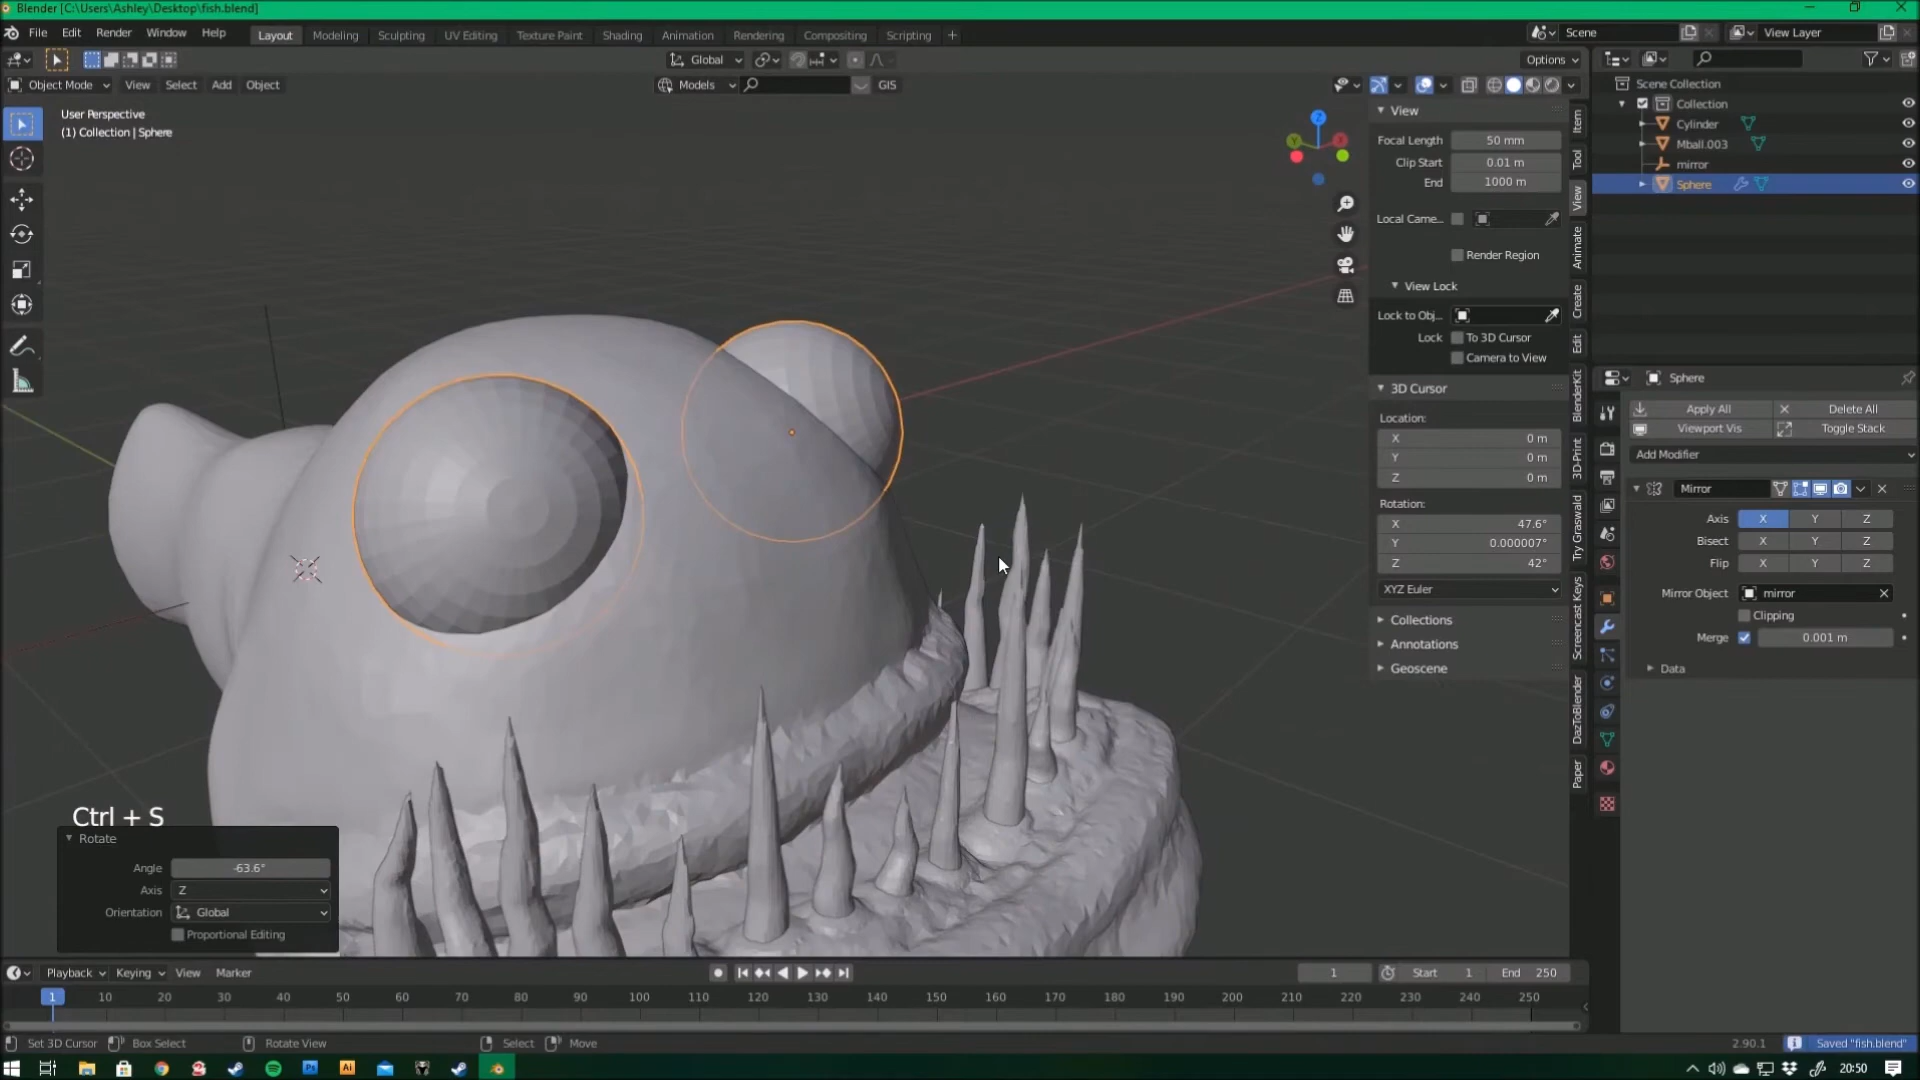 Blender [C:\Users\Ashley\Desktop\fish.blend]
File Edit Render Window Help
Layout Modeling Sculpting UV Editing Texture Paint Shading Animation Rendering Compositing Scripting +
Scene View Layer
Global Options
Object Mode View Select Add Object Models GIS
User Perspective
(1) Collection | Sphere
Z
Y
X
View
Focal Length 50 mm
Clip Start 0.01 m
End 1000 m
Local Came...
Render Region
View Lock
Lock to Obj...
Lock To 3D Cursor
Camera to View
3D Cursor
Location:
X 0 m
Y 0 m
Z 0 m
Rotation:
X 47.6°
Y 0.000007°
Z 42°
XYZ Euler
Collections
Annotations
Geoscene
Item
Tool
View
Animate
Create
Edit
BlenderKit
3D-Print
Try Graswald
Screencast Keys
DazToBlender
Paper
Scene Collection
Collection
Cylinder
Mball.003
mirror
Sphere
Sphere
Apply All Delete All
Viewport Vis Toggle Stack
Add Modifier
Mirror
Axis X Y Z
Bisect X Y Z
Flip X Y Z
Mirror Object mirror
Clipping
Merge 0.001 m
Data
Ctrl + S
Rotate
Angle -63.6°
Axis Z
Orientation Global
Proportional Editing
Playback Keying View Marker 1 Start 1 End 250
1 10 20 30 40 50 60 70 80 90 100 110 120 130 140 150 160 170 180 190 200 210 220 230 240 250
Set 3D Cursor Box Select Rotate View Select Move 2.90.1 Saved "fish.blend"
Ps Ai 20:50